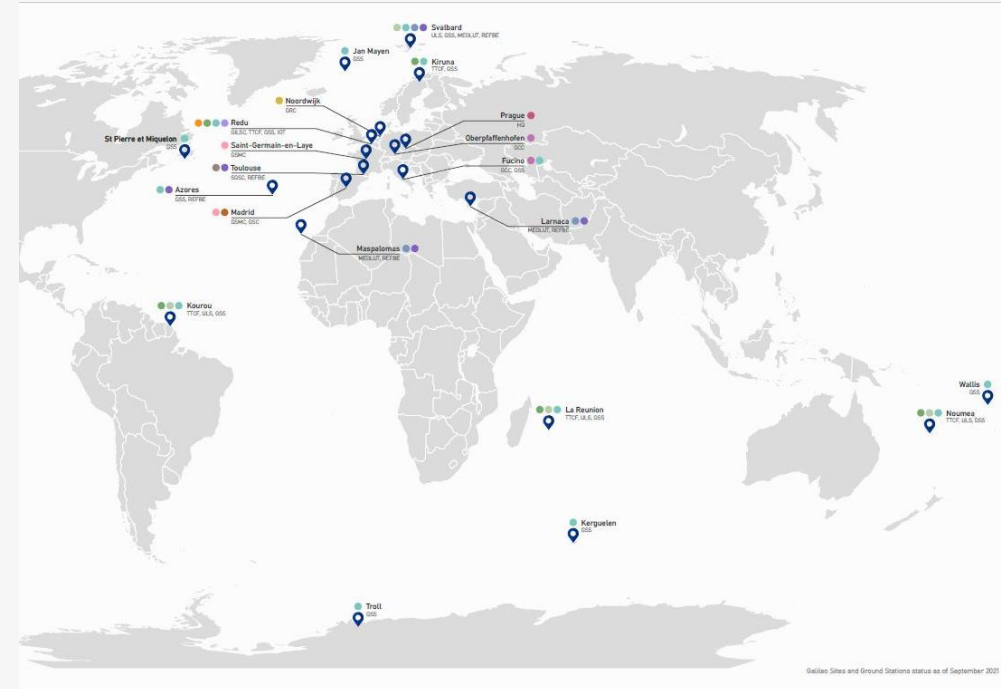 Svalbard
ULS, GSS, MEOLUT, REFBE
Jan Mayen
GSS
Kiruna
TTCF, GSS
Noordwijk
GRC
Prague
HQ
Redu
GILSC, TTCF, GSS, IOT
Oberpfaffenhofen
GCC
St Pierre et Miquelon
GSS
Saint-Germain-en-Laye
GSMC
Fucino
GCC, GSS
Toulouse
SGSC, REFBE
Azores
GSS, REFBE
Madrid
GSMC, GSC
Larnaca
MEOLUT, REFBE
Maspalomas
MEOLUT, REFBE
Kourou
TTCF, ULS, GSS
Wallis
GSS
La Reunion
TTCF, ULS, GSS
Noumea
TTCF, ULS, GSS
Kerguelen
GSS
Troll
GSS
Galileo Sites and Ground Stations status as of September 2021